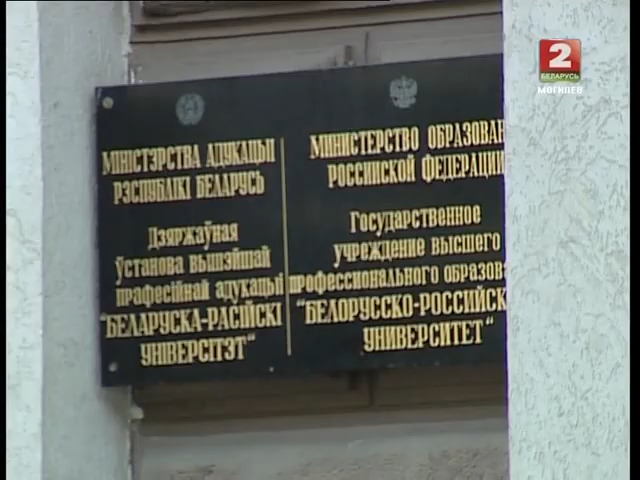 2
БЕЛАРУСЬ
МОГИЛЕВ
МІНІСТЭРСТВА АДУКАЦЫІ
РЭСПУБЛІКІ БЕЛАРУСЬ
Дзяржаўная
ўстанова вышэйшай
прафесійнай адукацыі
"БЕЛАРУСКА-РАСІЙСКІ
УНІВЕРСІТЭТ"
МИНИСТЕРСТВО ОБРАЗОВАН
РОССИЙСКОЙ ФЕДЕРАЦИИ
Государственное
учреждение высшего
профессионального образова
"БЕЛОРУССКО-РОССИЙСК
УНИВЕРСИТЕТ"